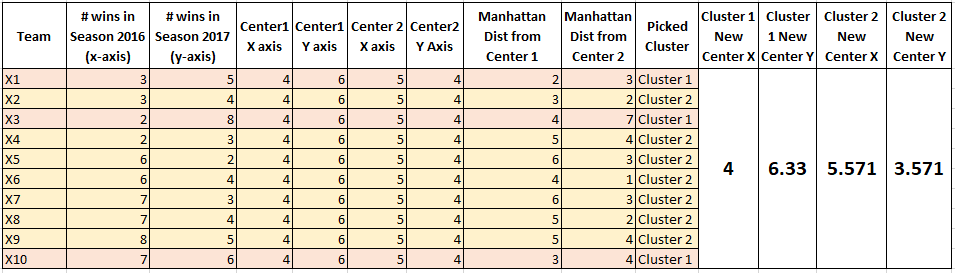 Team # wins in Season 2016 (x-axis) # wins in Season 2017 (y-axis) Center1 X axis Center1 Y axis Center 2 X axis Center2 Y Axis Manhattan Dist from Center 1 Manhattan Dist from Center 2 Picked Cluster Cluster 1 New Center X Cluster 1 New Center Y Cluster 2 New Center X Cluster 2 New Center Y
X1 3 5 4 6 5 4 2 3 Cluster 1
X2 3 4 4 6 5 4 3 2 Cluster 2
X3 2 8 4 6 5 4 4 7 Cluster 1
X4 2 3 4 6 5 4 5 4 Cluster 2
X5 6 2 4 6 5 4 6 3 Cluster 2
4 6.33 5.571 3.571
X6 6 4 4 6 5 4 4 1 Cluster 2
X7 7 3 4 6 5 4 6 3 Cluster 2
X8 7 4 4 6 5 4 5 2 Cluster 2
X9 8 5 4 6 5 4 5 4 Cluster 2
X10 7 6 4 6 5 4 3 4 Cluster 1